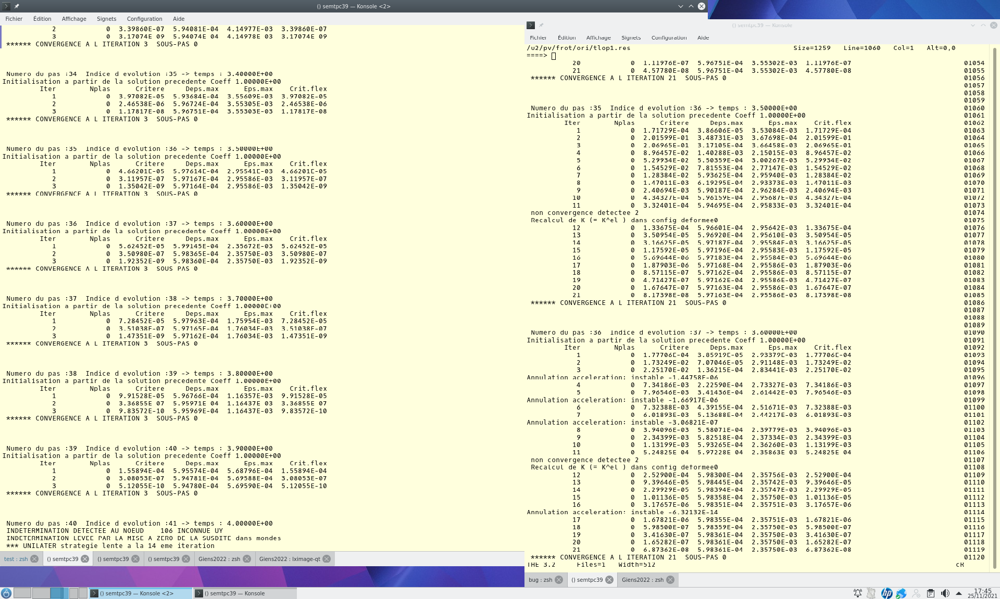 () semtpc39 — Konsole <2>
Fichier Édition Affichage Signets Configuration Aide
2 0 3.39860E-07 5.94081E-04 4.14977E-03 3.39860E-07
3 0 3.17074E 09 5.94074E 04 4.14978E 03 3.17074E 09
****** CONVERGENCE A L ITERATION 3 SOUS-PAS 0
Numero du pas :34 Indice d evolution :35 -> temps : 3.40000E+00
Initialisation a partir de la solution precedente Coeff 1.00000E+00
Iter Nplas Critere Deps.max Eps.max Crit.flex
1 0 3.97082E-05 5.93684E-04 3.55609E-03 3.97082E-05
2 0 2.46538E-06 5.96724E-04 3.55305E-03 2.46538E-06
3 0 1.17817E-08 5.96751E-04 3.55303E-03 1.17817E-08
****** CONVERGENCE A L ITERATION 3 SOUS-PAS 0
Numero du pas :35 Indice d evolution :36 -> temps : 3.50000E+00
Initialisation a partir de la solution precedente Coeff 1.00000E+00
Iter Nplas Critere Deps.max Eps.max Crit.flex
1 0 4.66201E-05 5.97614E-04 2.95541E-03 4.66201E-05
2 0 3.11957E-07 5.97167E-04 2.95586E-03 3.11957E-07
3 0 1.35042E-09 5.97164E-04 2.95586E-03 1.35042E-09
****** CONVERGENCE A L ITERATION 3 SOUS-PAS 0
Numero du pas :36 Indice d evolution :37 -> temps : 3.60000E+00
Initialisation a partir de la solution precedente Coeff 1.00000E+00
Iter Nplas Critere Deps.max Eps.max Crit.flex
1 0 5.62452E-05 5.99145E-04 2.35672E-03 5.62452E-05
2 0 3.50980E-07 5.98365E-04 2.35750E-03 3.50980E-07
3 0 1.92352E-09 5.98360E-04 2.35750E-03 1.92352E-09
****** CONVERGENCE A L ITERATION 3 SOUS PAS 0
Numero du pas :37 Indice d evolution :38 -> temps : 3.70000E+00
Initialisation a partir de la solution precedente Coeff 1.00000E+00
Iter Nplas Critere Deps.max Eps.max Crit.flex
1 0 7.28452E-05 5.97963E-04 1.75954E-03 7.28452E-05
2 0 3.51038E-07 5.97165E-04 1.76034E-03 3.51038E-07
3 0 1.47351E-09 5.97162E-04 1.76034E-03 1.47351E-09
****** CONVERGENCE A L ITERATION 3 SOUS-PAS 0
Numero du pas :38 Indice d evolution :39 -> temps : 3.80000E+00
Initialisation a partir de la solution precedente Coeff 1.00000E+00
Iter Nplas Critere Deps.max Eps.max Crit.flex
1 0 9.91528E-05 5.96766E-04 1.16357E-03 9.91528E-05
2 0 3.36855E 07 5.95971E 04 1.16437E 03 3.36855E 07
3 0 9.83572E-10 5.95969E-04 1.16437E-03 9.83572E-10
****** CONVERGENCE A L ITERATION 3 SOUS-PAS 0
Numero du pas :39 Indice d evolution :40 -> temps : 3.90000E+00
Initialisation a partir de la solution precedente Coeff 1.00000E+00
Iter Nplas Critere Deps.max Eps.max Crit.flex
1 0 1.55894E-04 5.95574E-04 5.68796E-04 1.55894E-04
2 0 3.08053E-07 5.94781E-04 5.69588E-04 3.08053E-07
3 0 5.12055E-10 5.94780E-04 5.69590E-04 5.12055E-10
****** CONVERGENCE A L ITERATION 3 SOUS-PAS 0
Numero du pas :40 Indice d evolution :41 -> temps : 4.00000E+00
INDETERMINATION DETECTEE AU NOEUD 106 INCONNUE UY
INDETERMINATION LEVEE PAR LA MISE A ZERO DE LA SUSDITE dans mondes
*** UNILATER strategie lente a la 14 eme iteration
test : zsh () semtpc39 () semtpc39 () semtpc39 Giens2022 : zsh Giens2022 : lximage-qt
() semtpc39 — Konsole
Fichier Édition Affichage Signets Configuration Aide
/u2/pv/frot/ori/tlop1.res Size=1259 Line=1060 Col=1 Alt=0,0
====>
20 0 1.11976E-07 5.96751E-04 3.55302E-03 1.11976E-07 01054
21 0 4.57780E-08 5.96751E-04 3.55302E-03 4.57780E-08 01055
****** CONVERGENCE A L ITERATION 21 SOUS-PAS 0 01056
01057
01058
01059
Numero du pas :35 Indice d evolution :36 -> temps : 3.50000E+00 01060
Initialisation a partir de la solution precedente Coeff 1.00000E+00 01061
Iter Nplas Critere Deps.max Eps.max Crit.flex 01062
1 0 1.71729E-04 3.86606E-05 3.53084E-03 1.71729E-04 01063
2 0 2.01599E-01 3.48731E-03 3.67698E-04 2.01599E-01 01064
3 0 2.06965E-01 3.17105E-04 3.66458E-03 2.06965E-01 01065
4 0 8.96457E-02 1.40288E-03 2.15015E-03 8.96457E-02 01066
5 0 5.29934E-02 5.50359E-04 3.00267E-03 5.29934E-02 01067
6 0 1.54529E-02 7.81553E-04 2.77147E-03 1.54529E-02 01068
7 0 1.28384E-02 5.93625E-04 2.95940E-03 1.28384E-02 01069
8 0 1.47011E-03 6.19295E-04 2.93373E-03 1.47011E-03 01070
9 0 2.40694E-03 5.90187E-04 2.96284E-03 2.40694E-03 01071
10 0 4.34327E-04 5.96159E-04 2.95687E-03 4.34327E-04 01072
11 0 3.32401E-04 5.94695E-04 2.95833E-03 3.32401E-04 01073
non convergence detectee 2 01074
Recalcul de K (= K^el ) dans config deformee0 01075
12 0 1.33675E-04 5.96601E-04 2.95642E-03 1.33675E-04 01076
13 0 3.50954E-05 5.96920E-04 2.95610E-03 3.50954E-05 01077
14 0 3.16625E-05 5.97187E-04 2.95584E-03 3.16625E-05 01078
15 0 1.17592E-05 5.97196E-04 2.95583E-03 1.17592E-05 01079
16 0 5.69644E-06 5.97183E-04 2.95584E-03 5.69644E-06 01080
17 0 1.87903E-06 5.97168E-04 2.95586E-03 1.87903E-06 01081
18 0 8.57115E-07 5.97162E-04 2.95586E-03 8.57115E-07 01082
19 0 4.71427E-07 5.97162E-04 2.95586E-03 4.71427E-07 01083
20 0 1.67647E-07 5.97163E-04 2.95586E-03 1.67647E-07 01084
21 0 8.17398E-08 5.97163E-04 2.95586E-03 8.17398E-08 01085
****** CONVERGENCE A L ITERATION 21 SOUS-PAS 0 01086
01087
01088
01089
Numero du pas :36 Indice d evolution :37 -> temps : 3.60000E+00 01090
Initialisation a partir de la solution precedente Coeff 1.00000E+00 01091
Iter Nplas Critere Deps.max Eps.max Crit.flex 01092
1 0 1.77706E-04 3.85919E-05 2.93379E-03 1.77706E-04 01093
2 0 1.73249E-02 7.07046E-05 2.91148E-03 1.73249E-02 01094
3 0 2.25170E-02 1.36215E-04 2.83441E-03 2.25170E-02 01095
Annulation acceleration: instable -1.44758E-06 01096
4 0 7.34186E-03 2.22590E-04 2.73327E-03 7.34186E-03 01097
5 0 7.96546E-03 3.41436E-04 2.61442E-03 7.96546E-03 01098
Annulation acceleration: instable -1.66917E-06 01099
6 0 7.32388E-03 4.39155E-04 2.51671E-03 7.32388E-03 01100
7 0 6.01893E-03 5.13688E-04 2.44217E-03 6.01893E-03 01101
Annulation acceleration: instable -3.06821E-07 01102
8 0 3.94096E-03 5.58071E-04 2.39779E-03 3.94096E-03 01103
9 0 2.34399E-03 5.82518E-04 2.37334E-03 2.34399E-03 01104
10 0 1.13199E-03 5.93265E-04 2.36260E-03 1.13199E-03 01105
11 0 5.24825E 04 5.97228E 04 2.35863E 03 5.24825E 04 01106
non convergence detectee 2 01107
Recalcul de K (= K^el ) dans config deformee0 01108
12 0 2.52900E-04 5.98300E-04 2.35756E-03 2.52900E-04 01109
13 0 9.39646E-05 5.98445E-04 2.35742E-03 9.39646E-05 01110
14 0 2.29929E-05 5.98394E-04 2.35747E-03 2.29929E-05 01111
15 0 1.01136E-05 5.98358E-04 2.35750E-03 1.01136E-05 01112
16 0 3.17657E-06 5.98351E-04 2.35751E-03 3.17657E-06 01113
Annulation acceleration: instable -6.32132E-14 01114
17 0 1.67821E-06 5.98355E-04 2.35751E-03 1.67821E-06 01115
18 0 5.98500E-07 5.98359E-04 2.35750E-03 5.98500E-07 01116
19 0 3.41630E-07 5.98361E-04 2.35750E-03 3.41630E-07 01117
20 0 1.65282E-07 5.98361E-04 2.35750E-03 1.65282E-07 01118
21 0 6.87362E-08 5.98361E-04 2.35750E-03 6.87362E-08 01119
****** CONVERGENCE A L ITERATION 21 SOUS-PAS 0 01120
THE 3.2 Files=1 Width=512 cR
bug : zsh () semtpc39 Giens2022 : zsh
() semtpc39 — Konsole <2> () semtpc39 — Konsole
hp
17:45
25/11/2021